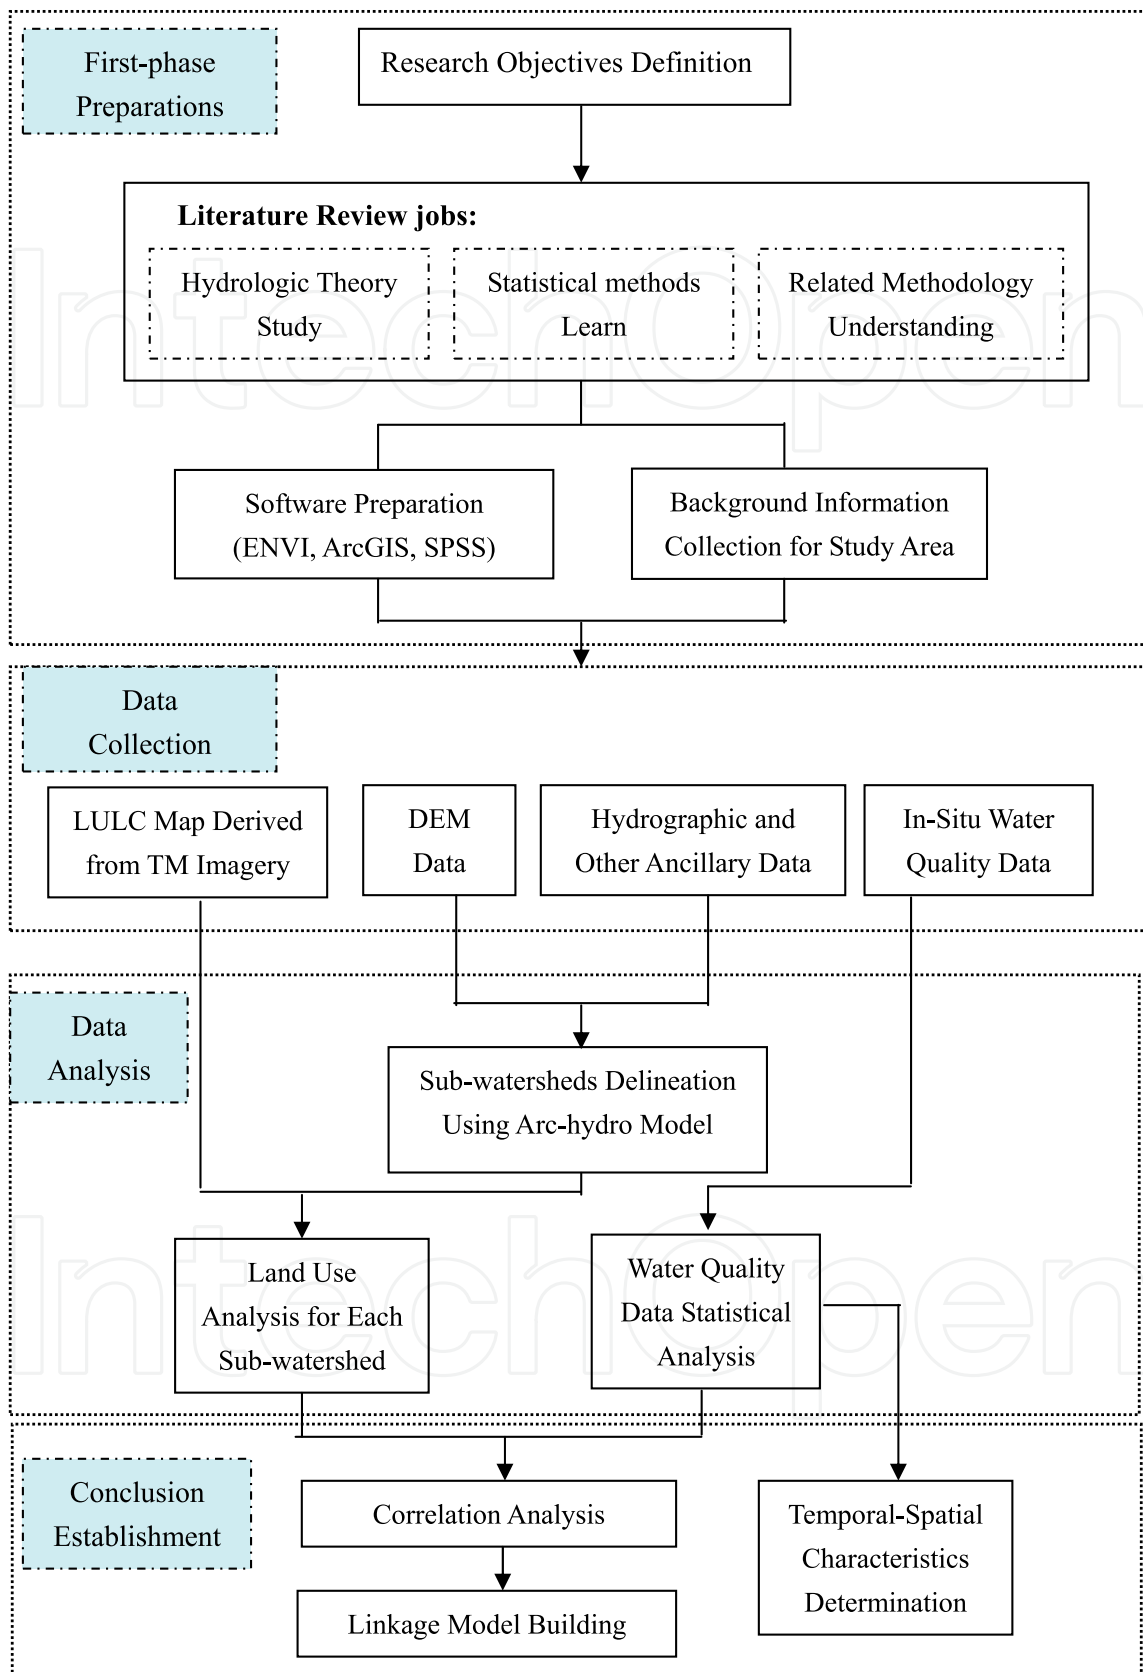 First-phase
Preparations
Research Objectives Definition
Literature Review jobs:
Hydrologic Theory
Study
Statistical methods
Learn
Related Methodology
Understanding
IntechOpen
Software Preparation
(ENVI, ArcGIS, SPSS)
Background Information
Collection for Study Area
Data
Collection
LULC Map Derived
from TM Imagery
DEM
Data
Hydrographic and
Other Ancillary Data
In-Situ Water
Quality Data
Data
Analysis
Sub-watersheds Delineation
Using Arc-hydro Model
Land Use
Analysis for Each
Sub-watershed
Water Quality
Data Statistical
Analysis
IntechOpen
Conclusion
Establishment
Correlation Analysis
Linkage Model Building
Temporal-Spatial
Characteristics
Determination